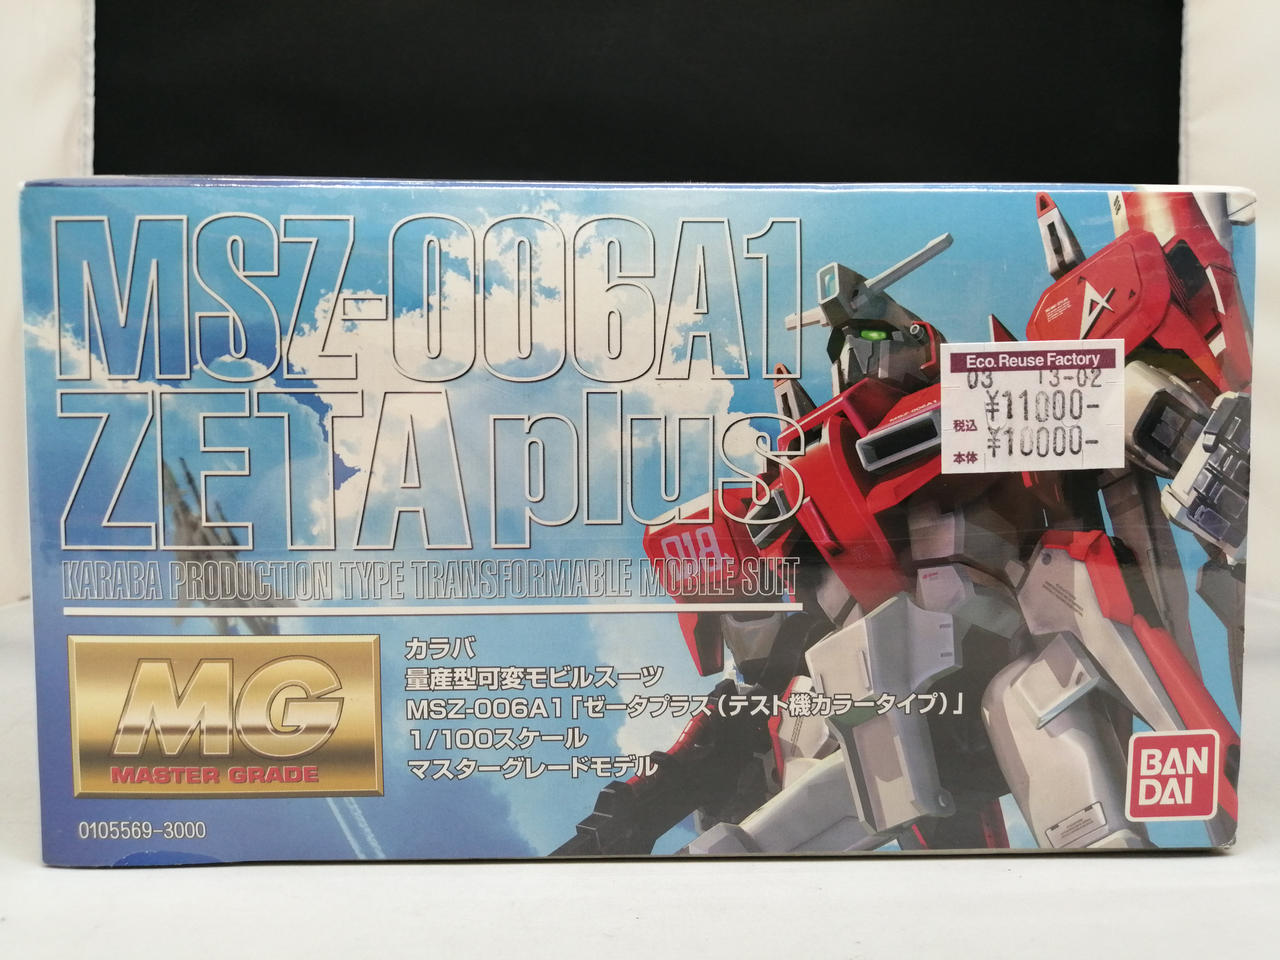 MSZ-006A1
ZETA plus
KARABA PRODUCTION TYPE TRANSFORMABLE MOBILE SUIT
MG
MASTER GRADE
カラバ
量産型可変モビルスーツ
MSZ-006A1「ゼータプラス（テスト機カラータイプ）」
1/100スケール
マスターグレードモデル
0105569-3000
Eco. Reuse Factory
03 13-02
税込 ¥11000-
本体 ¥10000-
BAN
DAI